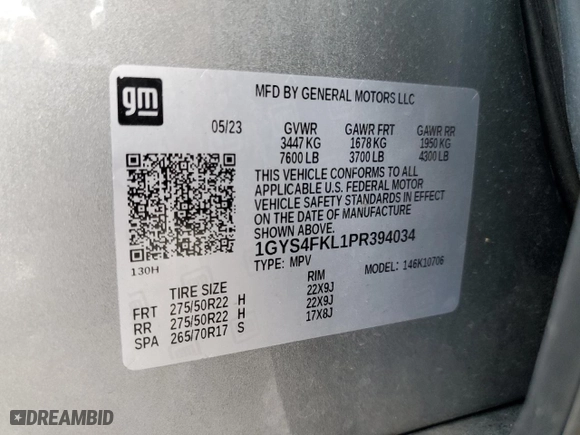 gm
MFD BY GENERAL MOTORS LLC
05/23 GVWR GAWR FRT GAWR RR
3447 KG 1678 KG 1950 KG
7600 LB 3700 LB 4300 LB
THIS VEHICLE CONFORMS TO ALL
APPLICABLE U.S. FEDERAL MOTOR
VEHICLE SAFETY STANDARDS IN EFFECT
ON THE DATE OF MANUFACTURE
SHOWN ABOVE.
1GYS4FKL1PR394034
130H
TYPE: MPV MODEL: 146K10706
TIRE SIZE RIM
FRT 275/50R22 H 22X9J
RR 275/50R22 H 22X9J
SPA 265/70R17 S 17X8J
DREAMBID